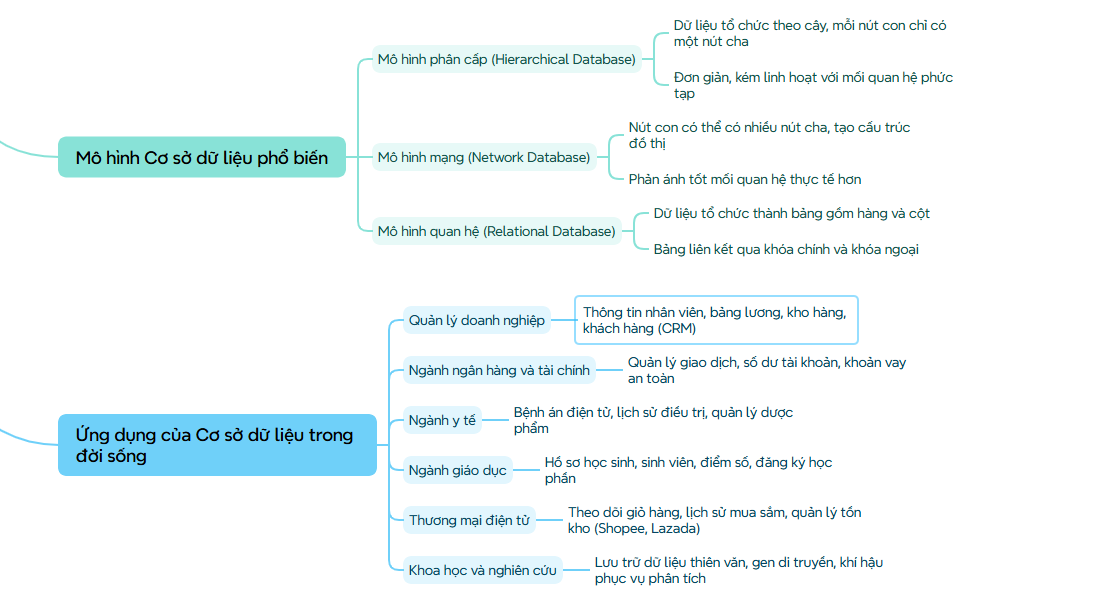 Mô hình Cơ sở dữ liệu phổ biến
Mô hình phân cấp (Hierarchical Database)
Dữ liệu tổ chức theo cây, mỗi nút con chỉ có
một nút cha
Đơn giản, kém linh hoạt với mối quan hệ phức
tạp
Mô hình mạng (Network Database)
Nút con có thể có nhiều nút cha, tạo cấu trúc
đồ thị
Phản ánh tốt mối quan hệ thực tế hơn
Mô hình quan hệ (Relational Database)
Dữ liệu tổ chức thành bảng gồm hàng và cột
Bảng liên kết qua khóa chính và khóa ngoại
Ứng dụng của Cơ sở dữ liệu trong
đời sống
Quản lý doanh nghiệp
Thông tin nhân viên, bảng lương, kho hàng,
khách hàng (CRM)
Ngành ngân hàng và tài chính
Quản lý giao dịch, số dư tài khoản, khoản vay
an toàn
Ngành y tế
Bệnh án điện tử, lịch sử điều trị, quản lý dược
phẩm
Ngành giáo dục
Hồ sơ học sinh, sinh viên, điểm số, đăng ký học
phần
Thương mại điện tử
Theo dõi giỏ hàng, lịch sử mua sắm, quản lý tồn
kho (Shopee, Lazada)
Khoa học và nghiên cứu
Lưu trữ dữ liệu thiên văn, gen di truyền, khí hậu
phục vụ phân tích